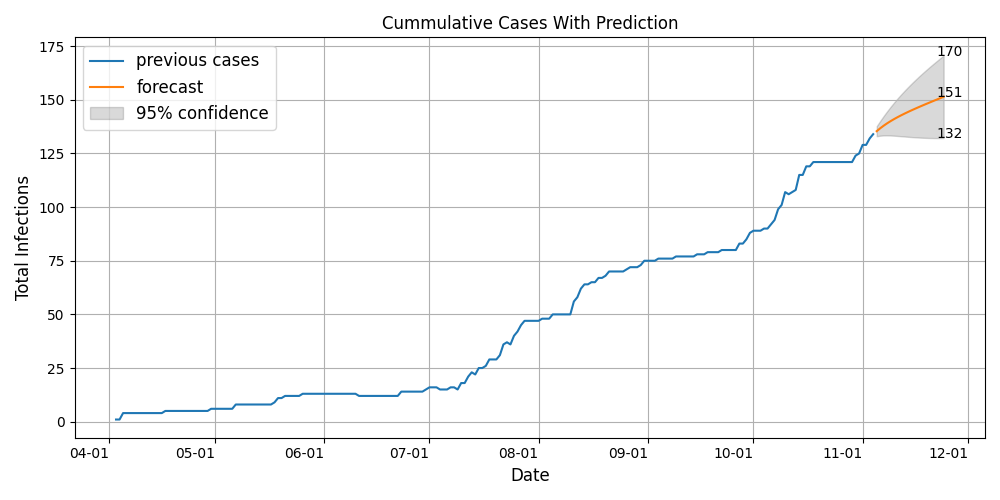 Cummulative Cases With Prediction
previous cases
forecast
95% confidence
170
151
132
175
150
125
100
75
50
25
0
Total Infections
04-01 05-01 06-01 07-01 08-01 09-01 10-01 11-01 12-01
Date